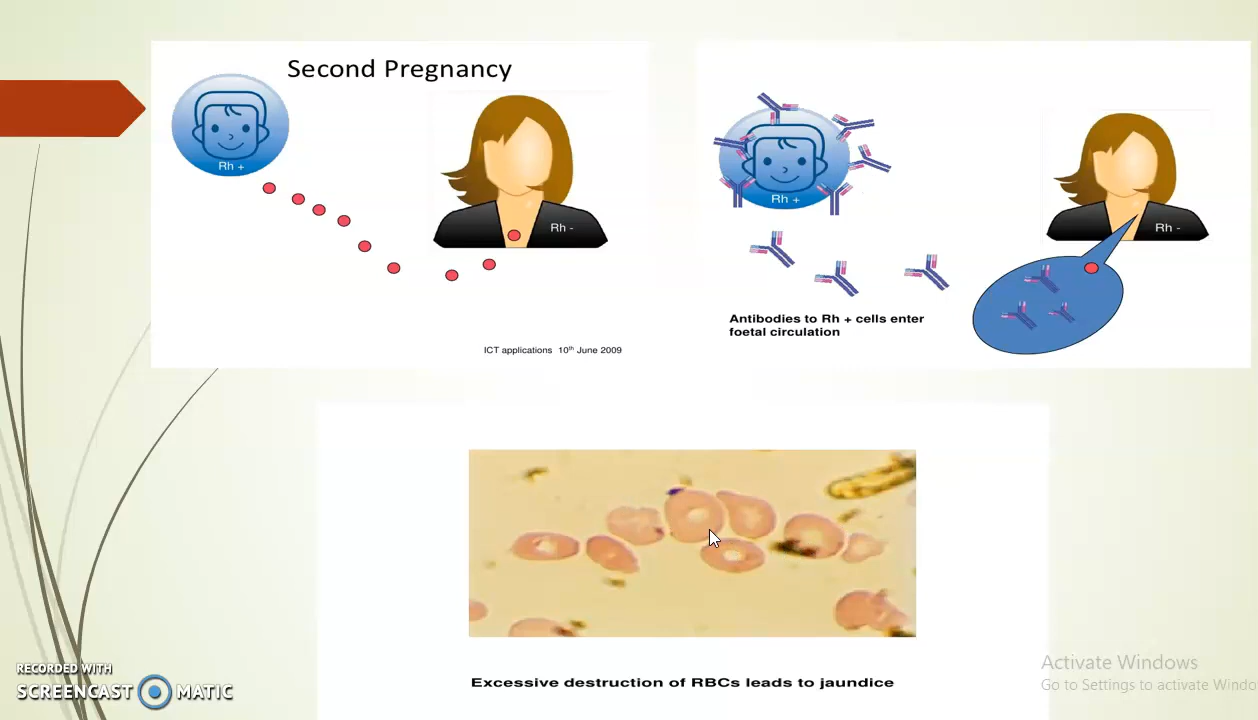 Second Pregnancy
Rh +
Rh -
ICT applications 10th June 2009
Rh +
Rh -
Antibodies to Rh + cells enter
foetal circulation
Excessive destruction of RBCs leads to jaundice
RECORDED WITH
SCREENCAST MATIC
Activate Windows
Go to Settings to activate Windo